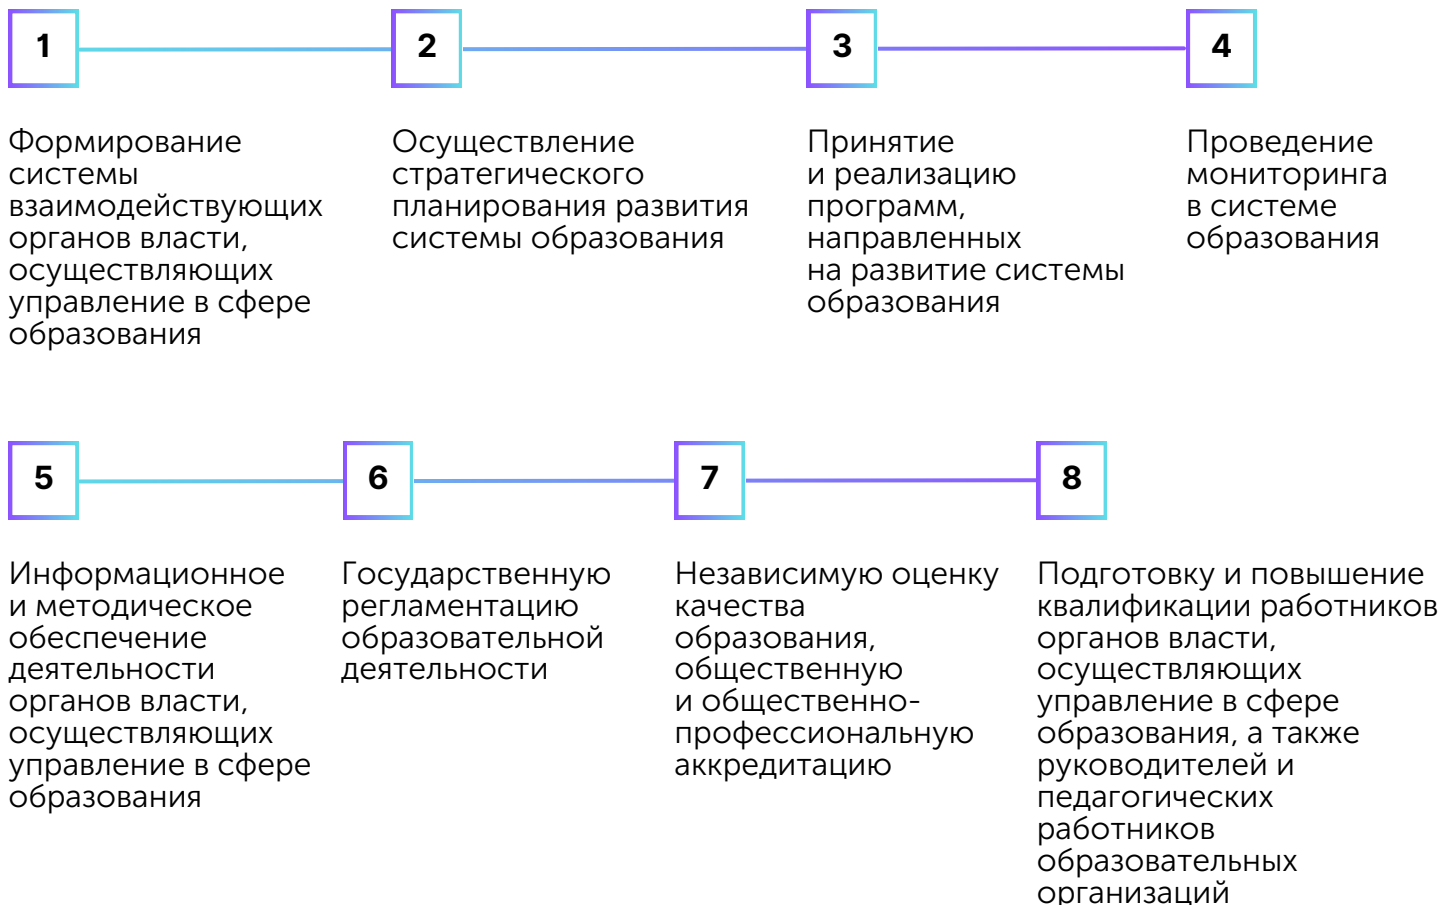 1
Формирование
системы
взаимодействующих
органов власти,
осуществляющих
управление в сфере
образования
2
Осуществление
стратегического
планирования развития
системы образования
3
Принятие
и реализацию
программ,
направленных
на развитие системы
образования
4
Проведение
мониторинга
в системе
образования
5
Информационное
и методическое
обеспечение
деятельности
органов власти,
осуществляющих
управление в сфере
образования
6
Государственную
регламентацию
образовательной
деятельности
7
Независимую оценку
качества
образования,
общественную
и общественно-
профессиональную
аккредитацию
8
Подготовку и повышение
квалификации работников
органов власти,
осуществляющих
управление в сфере
образования, а также
руководителей и
педагогических
работников
образовательных
организаций